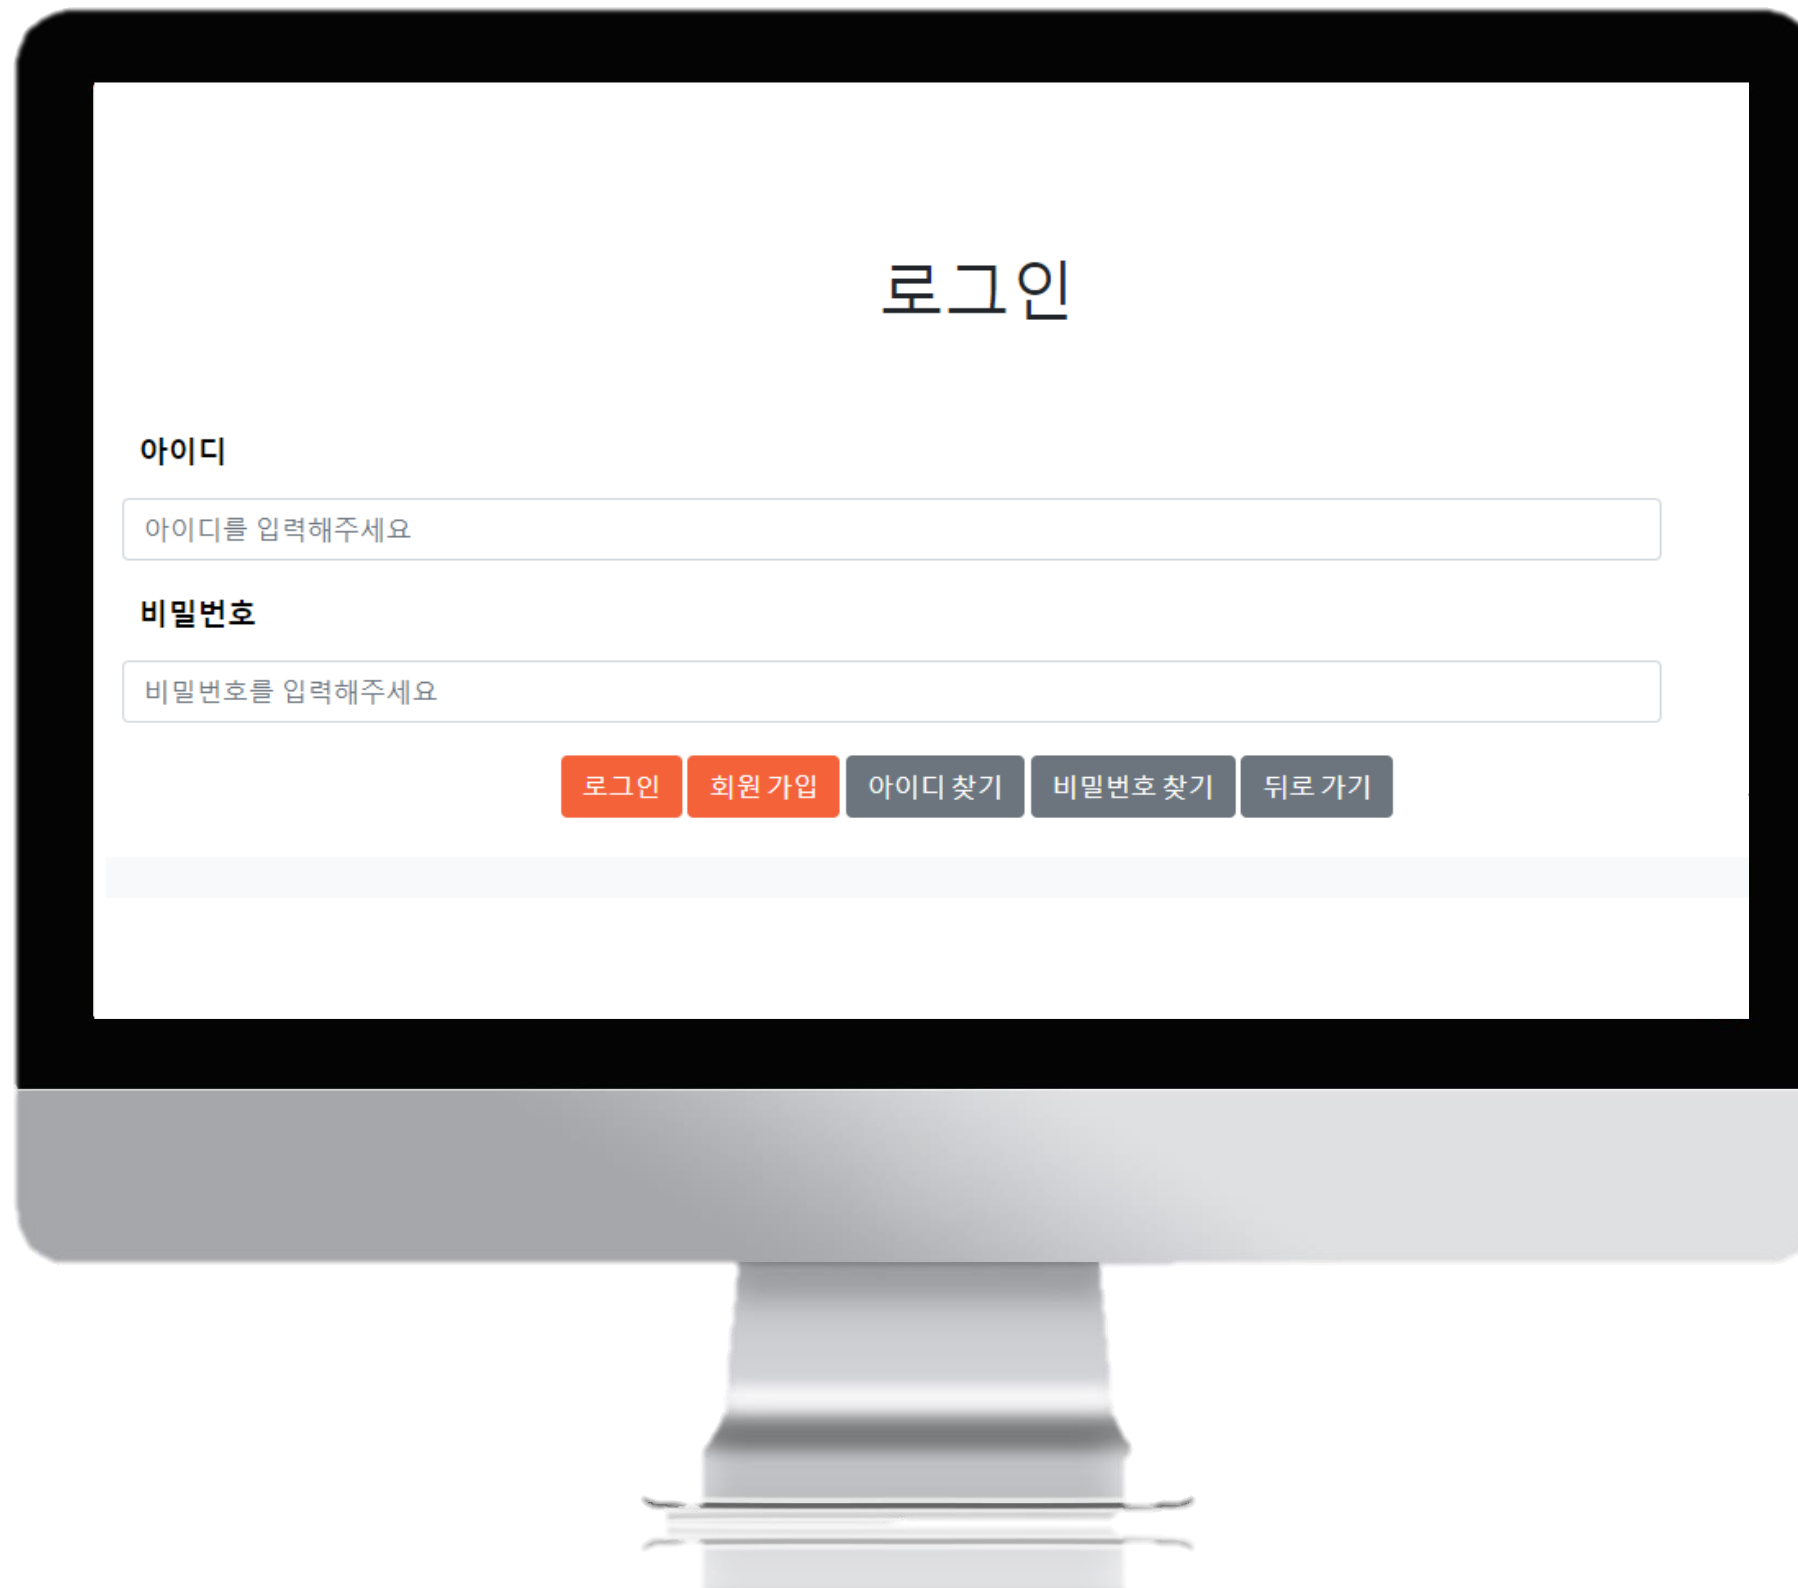 로그인
아이디
아이디를 입력해주세요
비밀번호
비밀번호를 입력해주세요
로그인 회원 가입 아이디 찾기 비밀번호 찾기 뒤로 가기